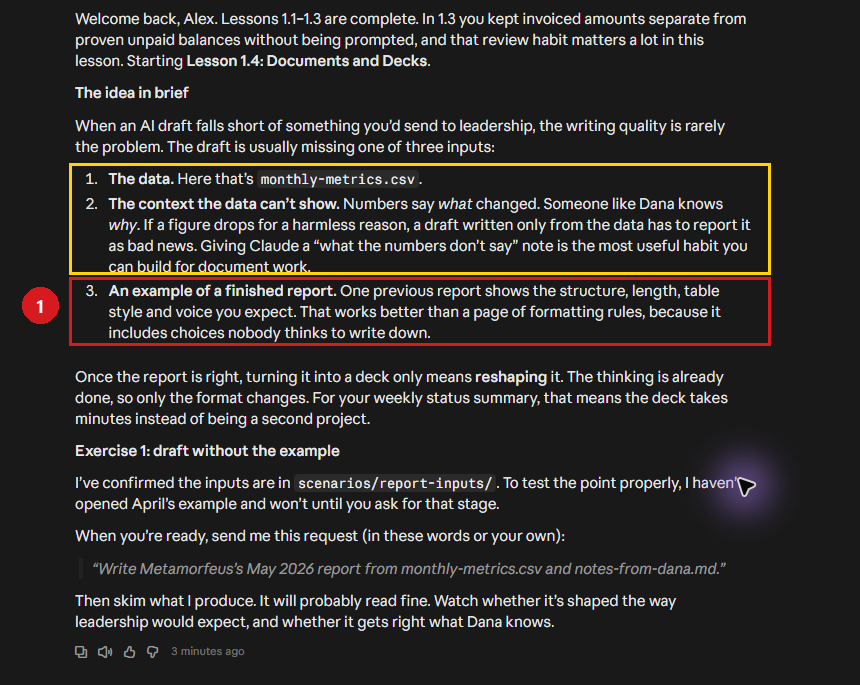 Welcome back, Alex. Lessons 1.1–1.3 are complete. In 1.3 you kept invoiced amounts separate from
proven unpaid balances without being prompted, and that review habit matters a lot in this
lesson. Starting Lesson 1.4: Documents and Decks.
The idea in brief
When an AI draft falls short of something you’d send to leadership, the writing quality is rarely
the problem. The draft is usually missing one of three inputs:
1. The data. Here that’s monthly-metrics.csv.
2. The context the data can’t show. Numbers say what changed. Someone like Dana knows
why. If a figure drops for a harmless reason, a draft written only from the data has to report it
as bad news. Giving Claude a “what the numbers don’t say” note is the most useful habit you
can build for document work.
1
3. An example of a finished report. One previous report shows the structure, length, table
style and voice you expect. That works better than a page of formatting rules, because it
includes choices nobody thinks to write down.
Once the report is right, turning it into a deck only means reshaping it. The thinking is already
done, so only the format changes. For your weekly status summary, that means the deck takes
minutes instead of being a second project.
Exercise 1: draft without the example
I’ve confirmed the inputs are in scenarios/report-inputs/. To test the point properly, I haven’
opened April’s example and won’t until you ask for that stage.
When you’re ready, send me this request (in these words or your own):
“Write Metamorfeus’s May 2026 report from monthly-metrics.csv and notes-from-dana.md.”
Then skim what I produce. It will probably read fine. Watch whether it’s shaped the way
leadership would expect, and whether it gets right what Dana knows.
3 minutes ago